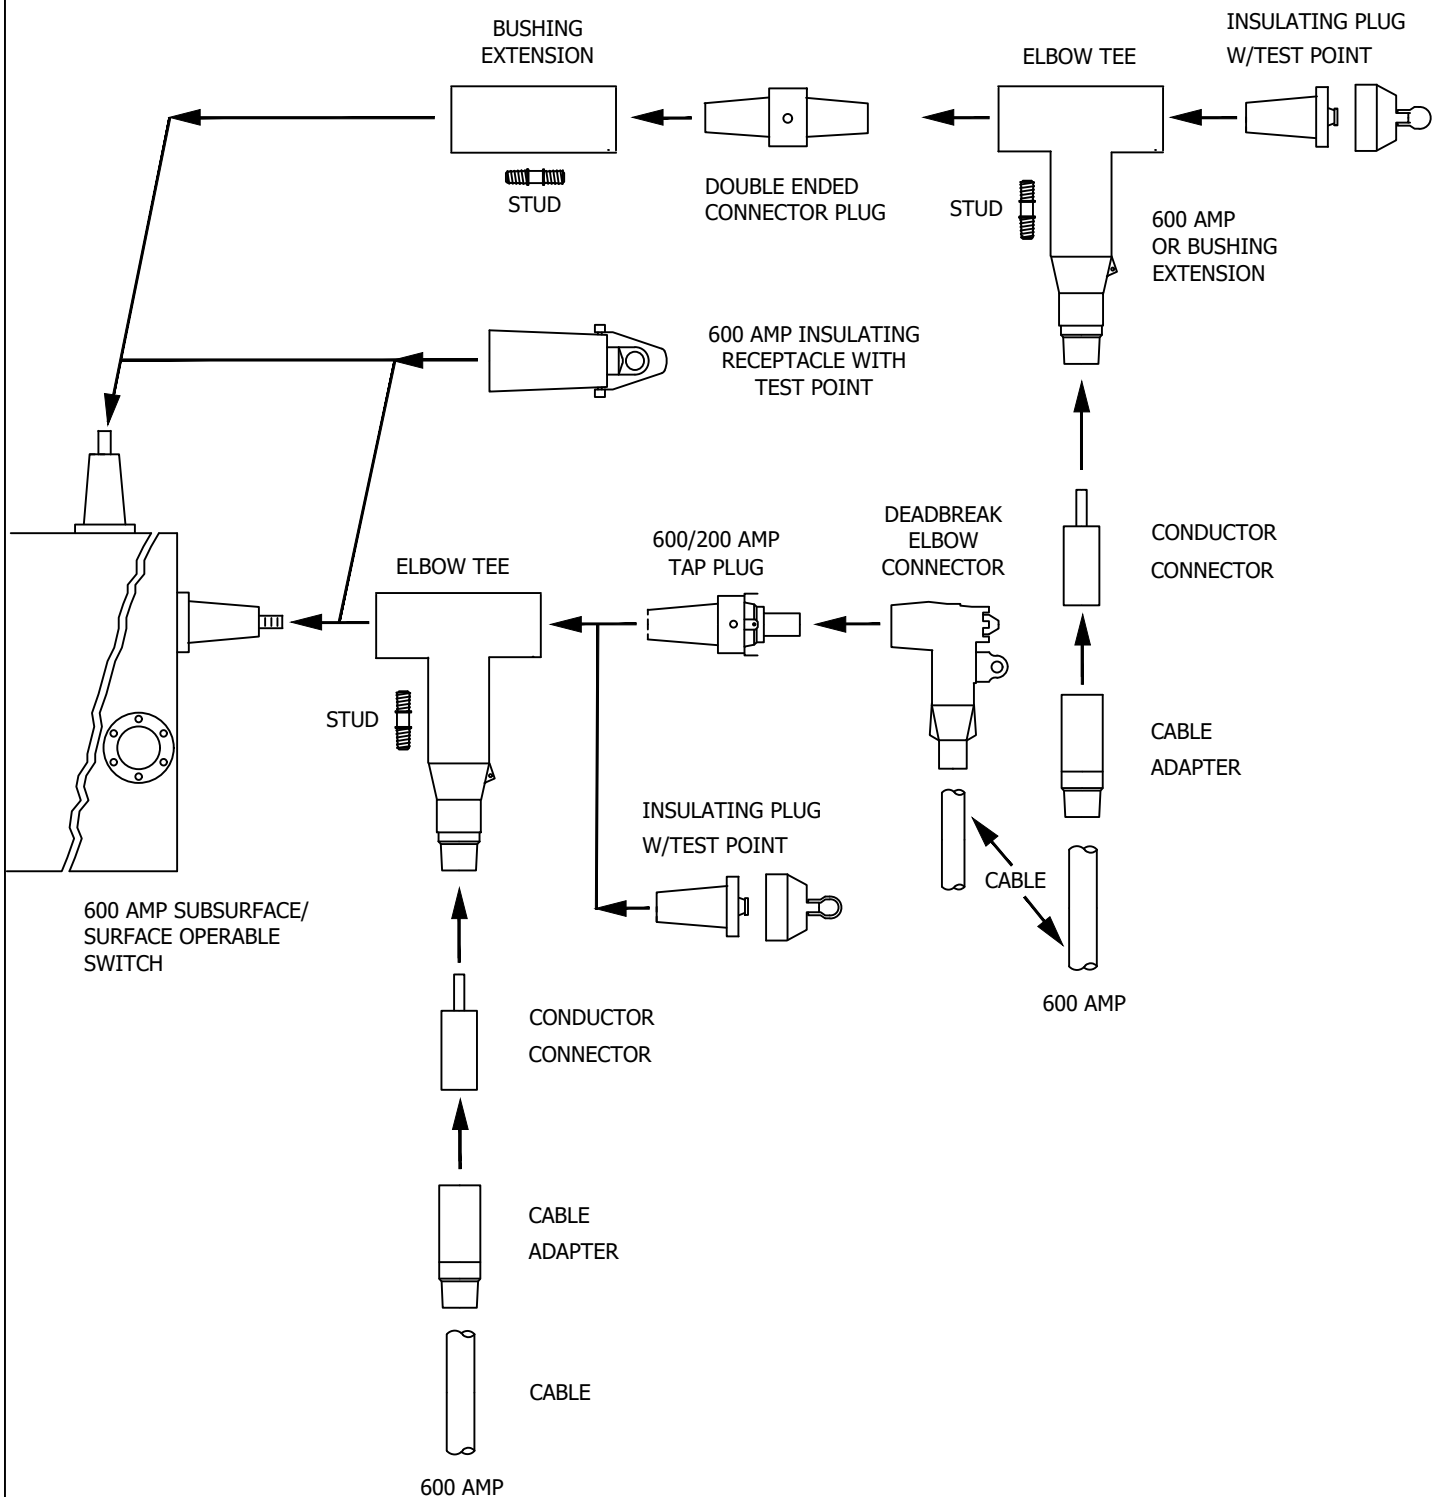 BUSHING
EXTENSION
INSULATING PLUG
W/TEST POINT
ELBOW TEE
STUD
DOUBLE ENDED
CONNECTOR PLUG
STUD
600 AMP
OR BUSHING
EXTENSION
600 AMP INSULATING
RECEPTACLE WITH
TEST POINT
ELBOW TEE
600/200 AMP
TAP PLUG
DEADBREAK
ELBOW
CONNECTOR
CONDUCTOR
CONNECTOR
STUD
CABLE
ADAPTER
INSULATING PLUG
W/TEST POINT
CABLE
600 AMP SUBSURFACE/
SURFACE OPERABLE
SWITCH
600 AMP
CONDUCTOR
CONNECTOR
CABLE
ADAPTER
CABLE
600 AMP